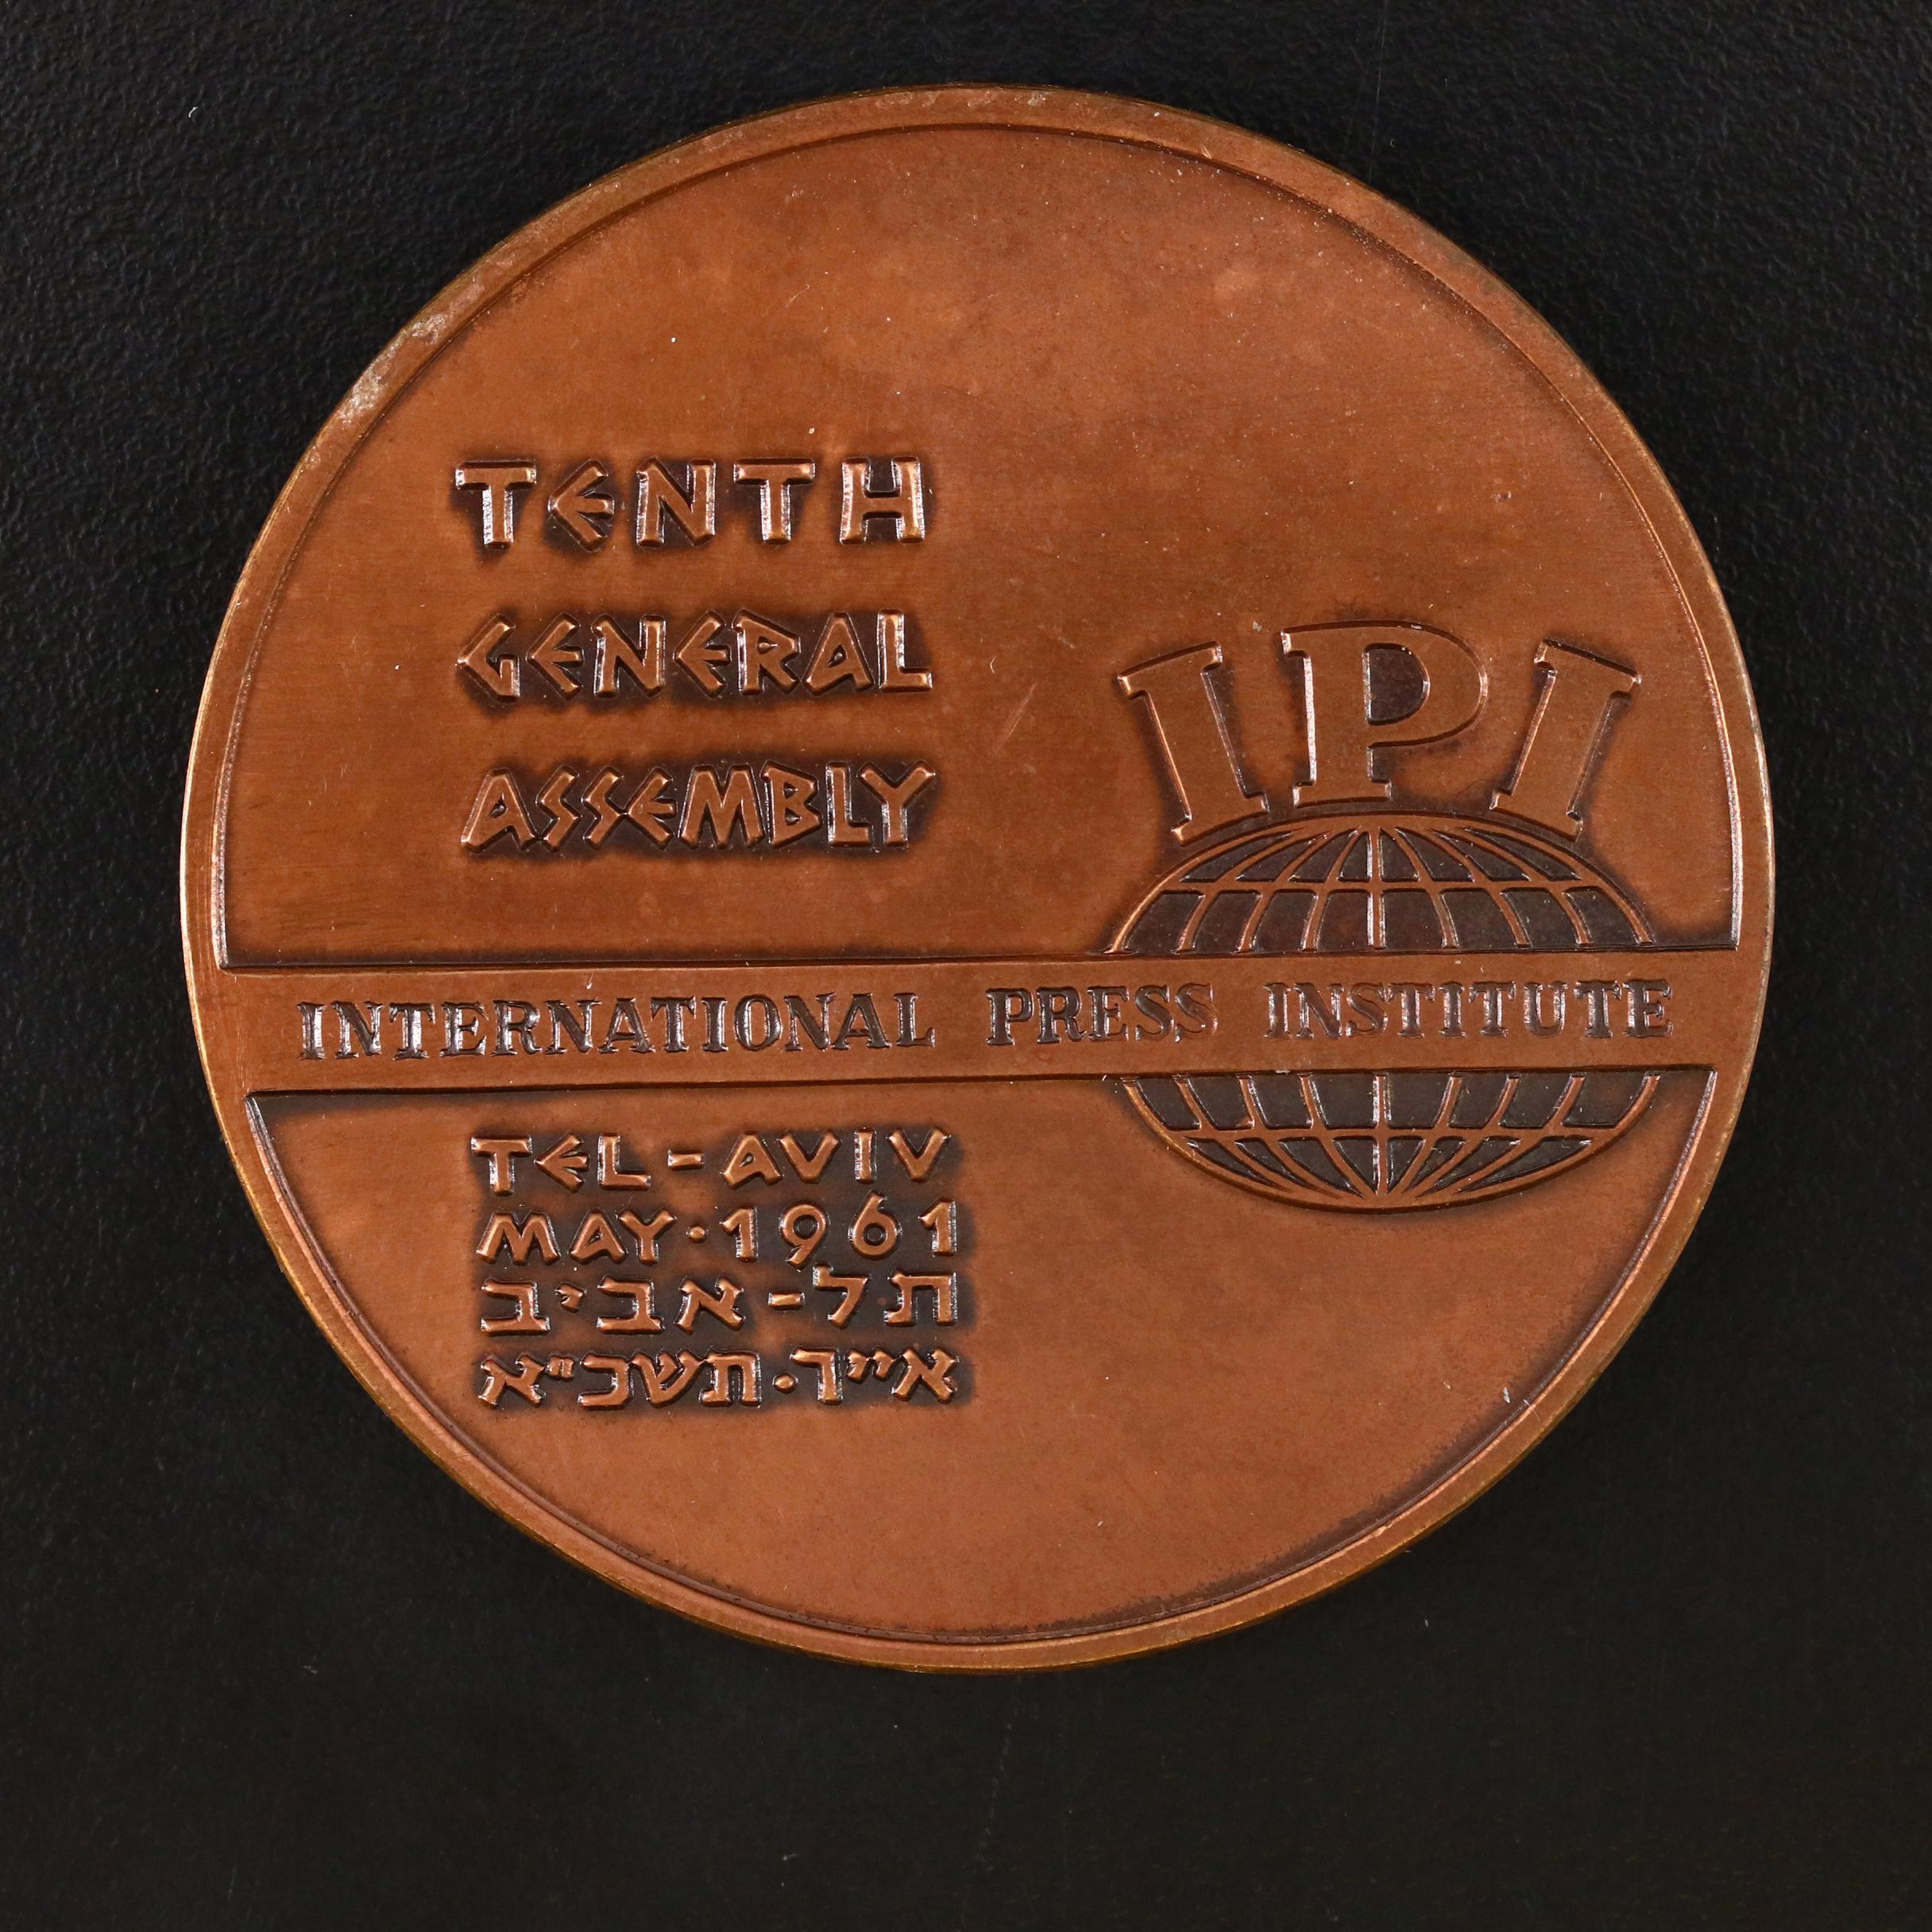 TENTH
GENERAL
ASSEMBLY
IPI
INTERNATIONAL PRESS INSTITUTE
TEL-AVIV
MAY·1961
תל-אביב
אייר·תשכ"א